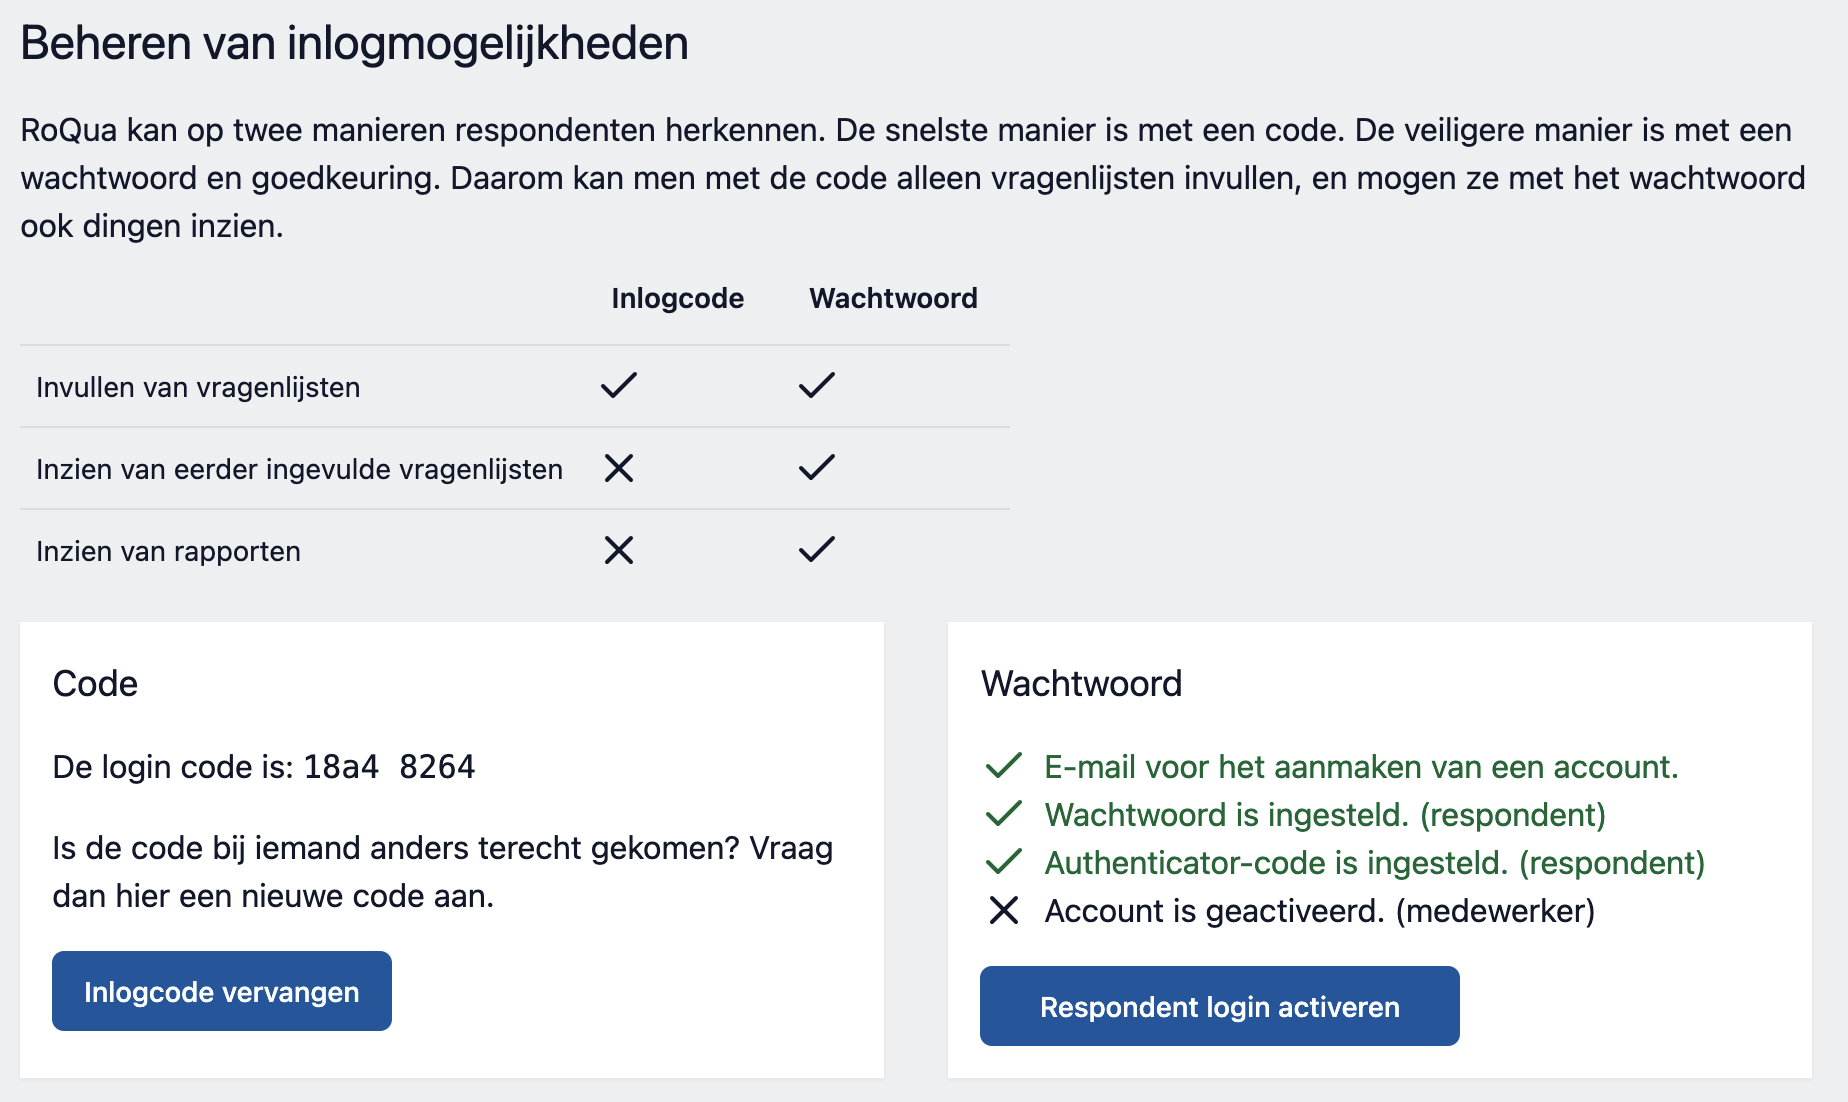 Beheren van inlogmogelijkheden
RoQua kan op twee manieren respondenten herkennen. De snelste manier is met een code. De veiligere manier is met een
wachtwoord en goedkeuring. Daarom kan men met de code alleen vragenlijsten invullen, en mogen ze met het wachtwoord
ook dingen inzien.
Inlogcode Wachtwoord
Invullen van vragenlijsten
Inzien van eerder ingevulde vragenlijsten
Inzien van rapporten
Code
De login code is: 18a4 8264
Is de code bij iemand anders terecht gekomen? Vraag
dan hier een nieuwe code aan.
Inlogcode vervangen
Wachtwoord
E-mail voor het aanmaken van een account.
Wachtwoord is ingesteld. (respondent)
Authenticator-code is ingesteld. (respondent)
Account is geactiveerd. (medewerker)
Respondent login activeren